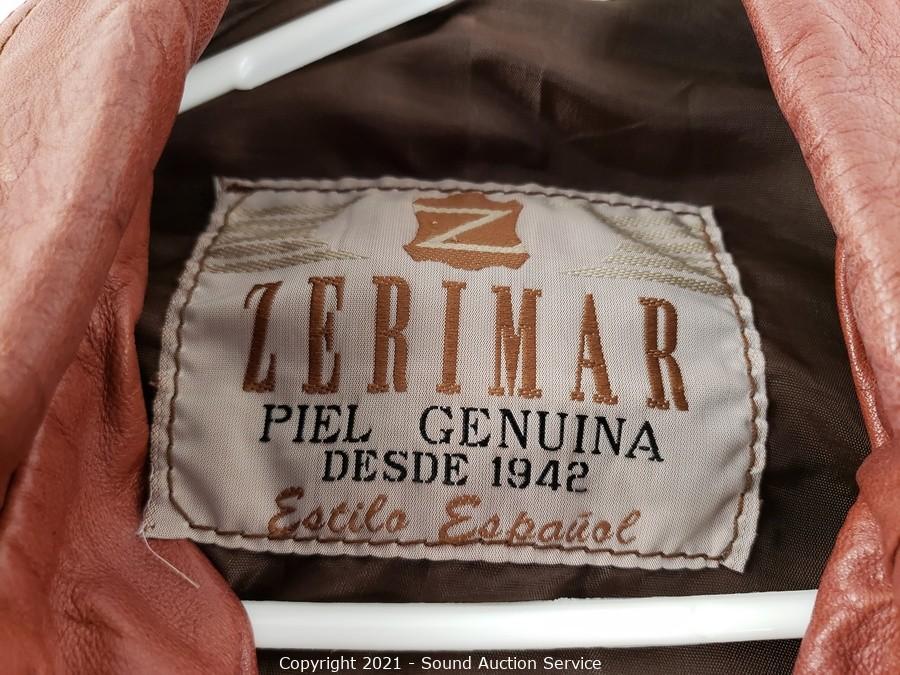 Z
ZERIMAR
PIEL GENUINA
DESDE 1942
Estilo Español
Copyright 2021 - Sound Auction Service